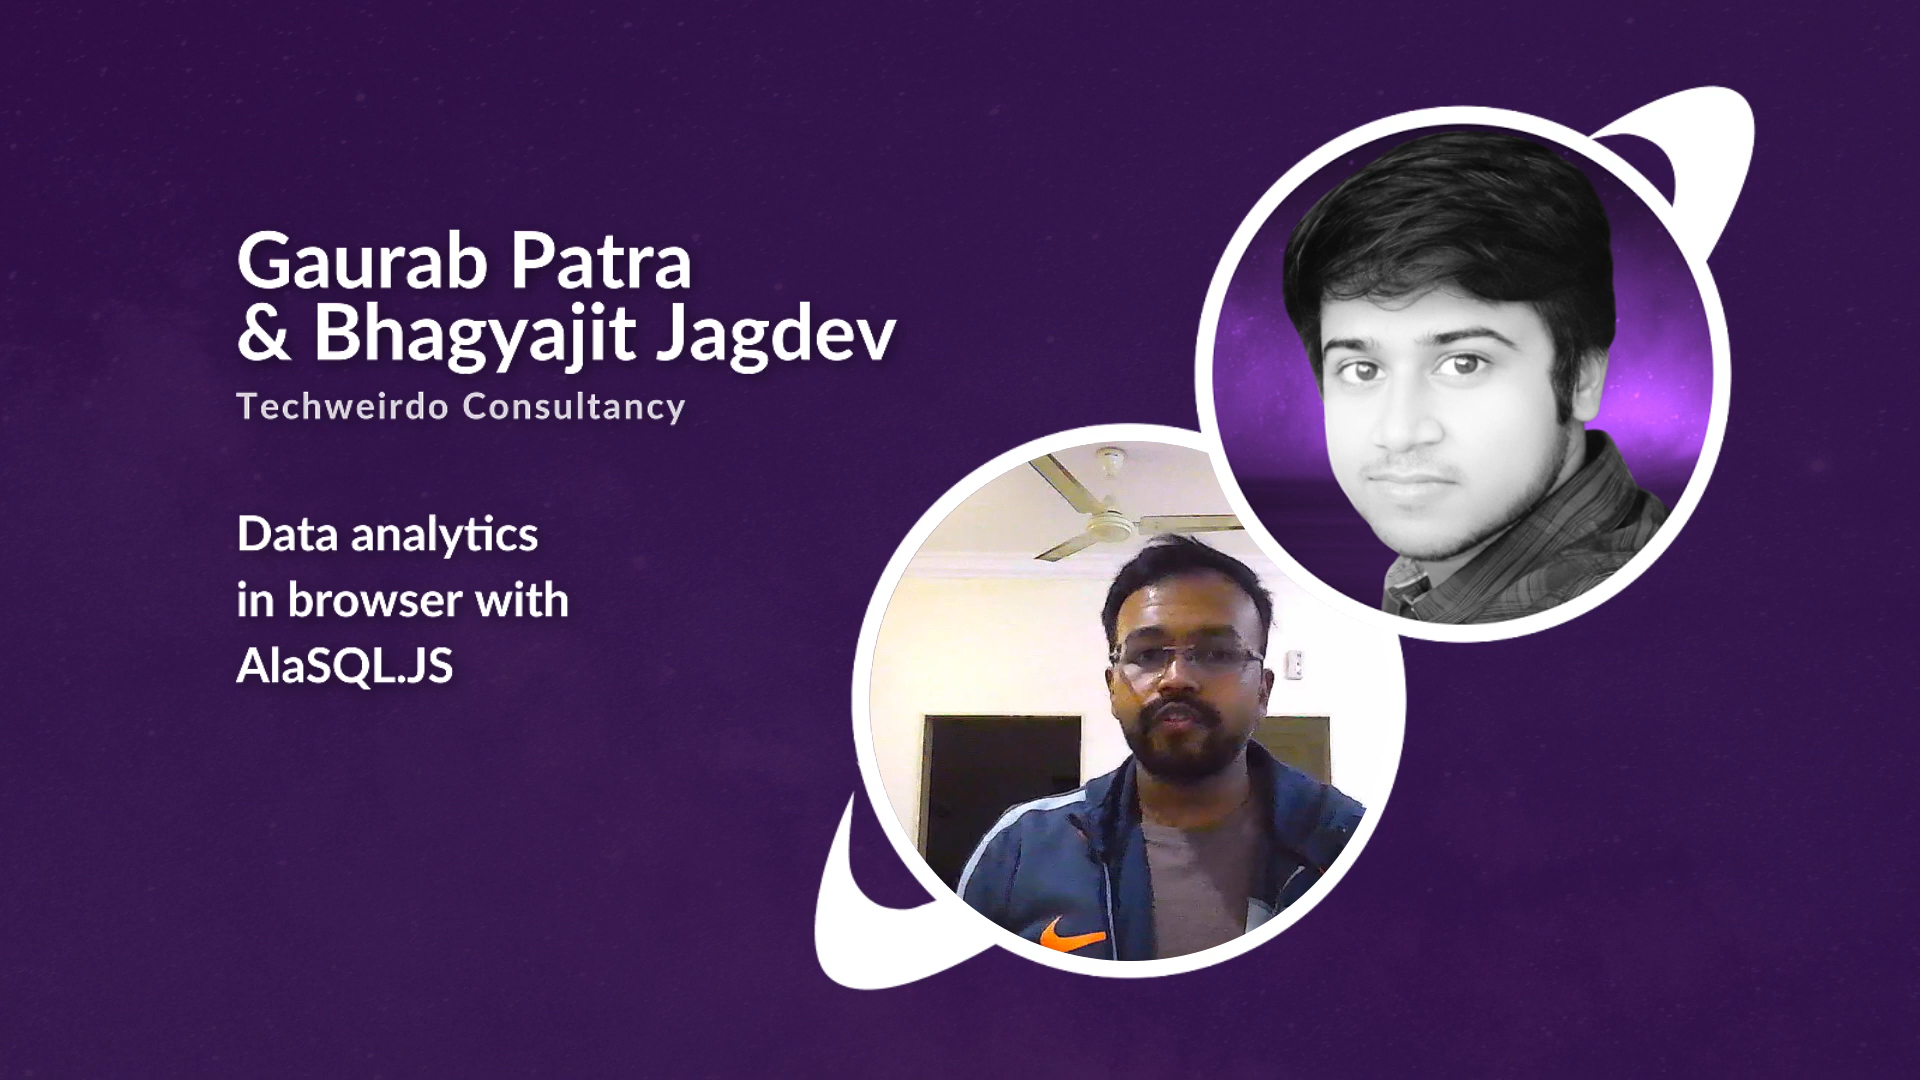 Gaurab Patra
& Bhagyajit Jagdev
Techweirdo Consultancy
Data analytics
in browser with
AlaSQL.JS